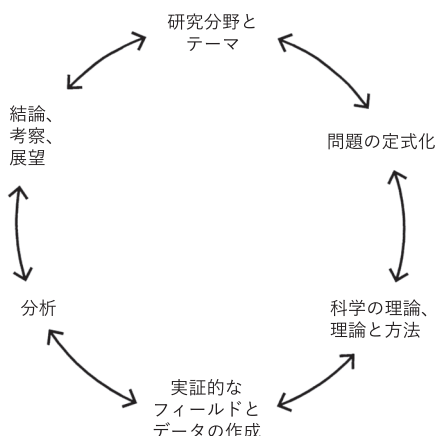 研究分野と
テーマ
問題の定式化
科学の理論、
理論と方法
実証的な
フィールドと
データの作成
分析
結論、
考察、
展望